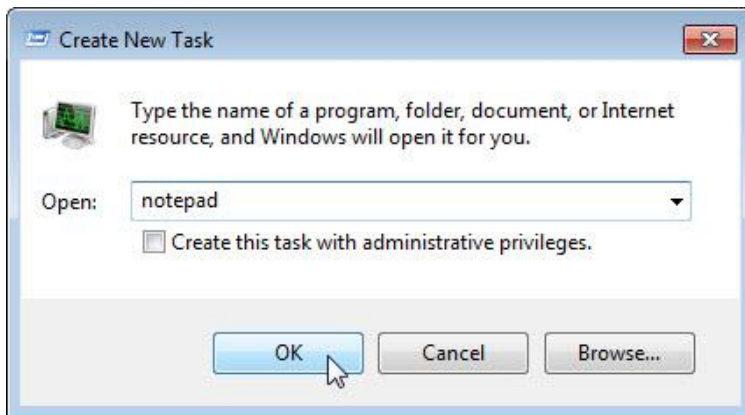 Create New Task
Type the name of a program, folder, document, or Internet
resource, and Windows will open it for you.
Open: notepad
Create this task with administrative privileges.
OK Cancel Browse...